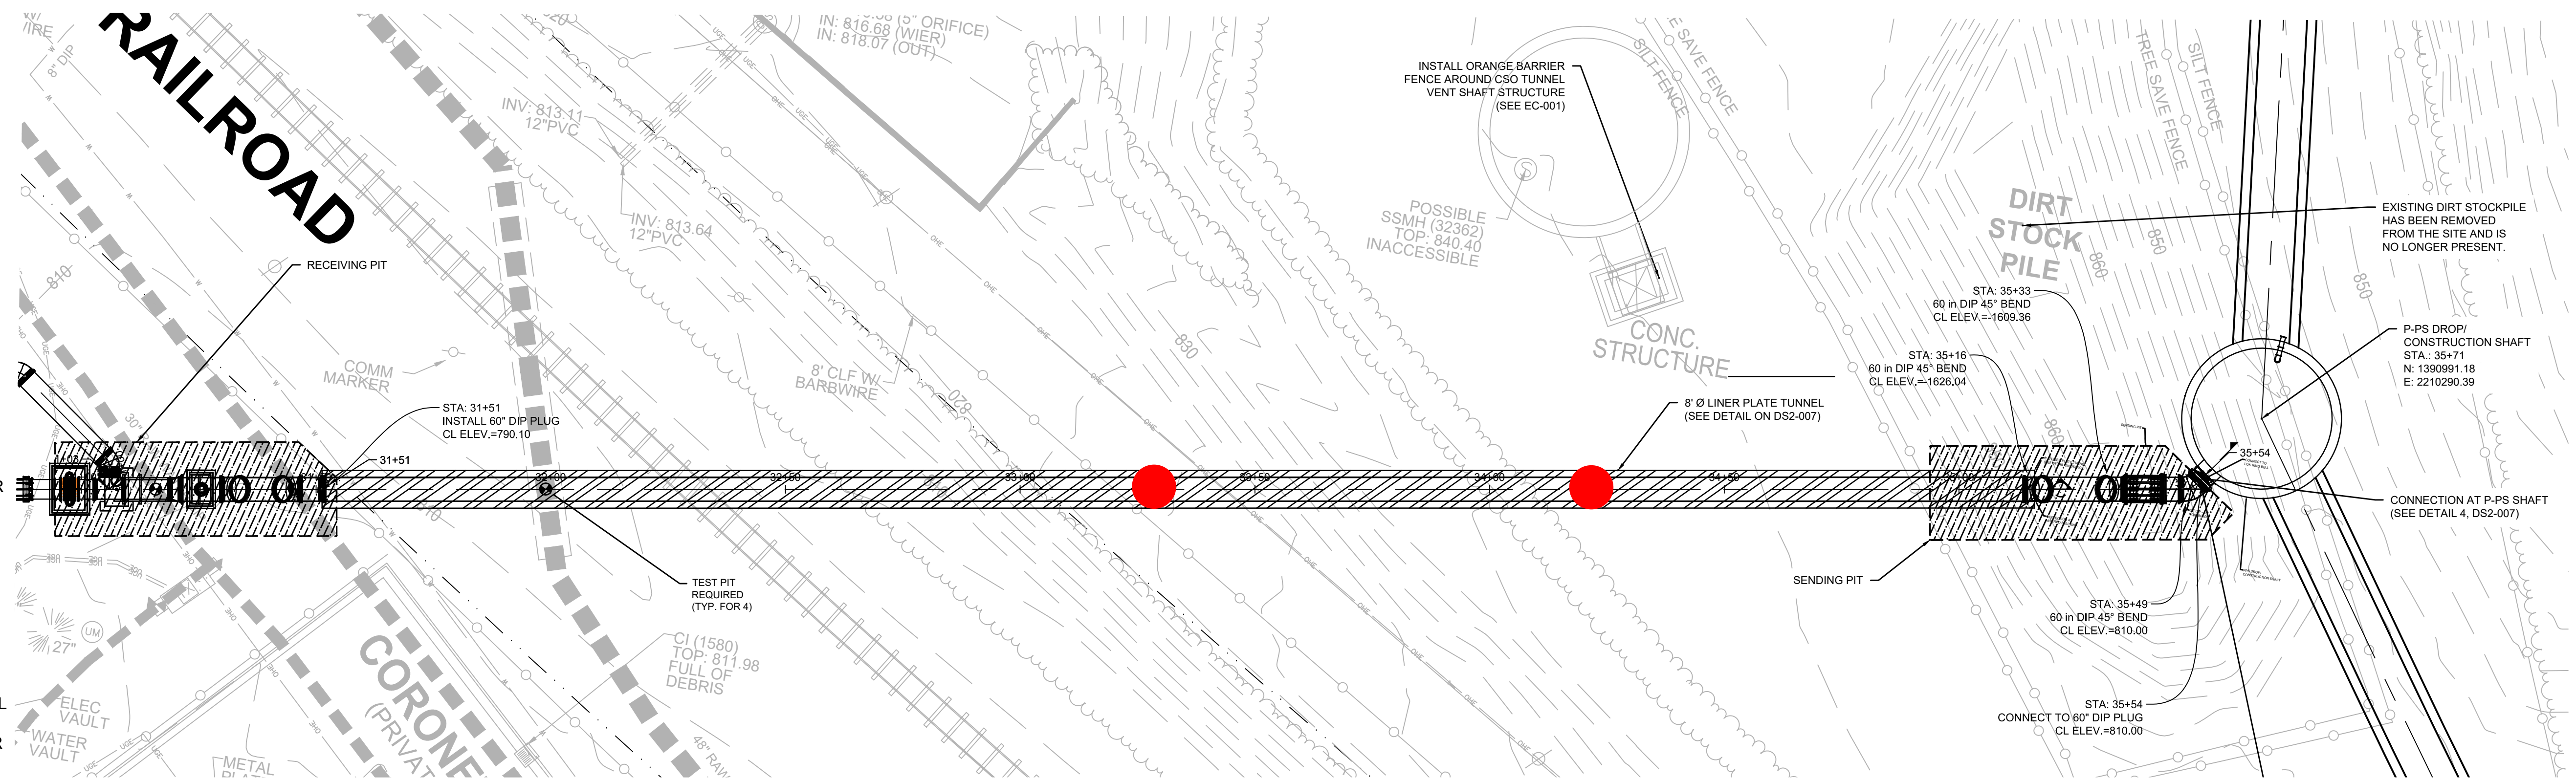 RAILROAD
8" DIP
IN: 816.68 (WIER)
IN: 818.07 (OUT)
INV: 813.11
12"PVC
INV: 813.64
12"PVC
810
RECEIVING PIT
COMM
MARKER
8' CLF W/
BARBWIRE
820
830
INSTALL ORANGE BARRIER
FENCE AROUND CSO TUNNEL
VENT SHAFT STRUCTURE
(SEE EC-001)
SILT FENCE
SAVE FENCE
POSSIBLE
SSMH (32362)
TOP: 840.40
INACCESSIBLE
CONC.
STRUCTURE
TREE SAVE FENCE
SILT FENCE
DIRT
STOCK
PILE
860
850
850
860
EXISTING DIRT STOCKPILE
HAS BEEN REMOVED
FROM THE SITE AND IS
NO LONGER PRESENT.
STA: 35+33
60 in DIP 45° BEND
CL ELEV.=-1609.36
STA: 35+16
60 in DIP 45° BEND
CL ELEV.=-1626.04
P-PS DROP/
CONSTRUCTION SHAFT
STA.: 35+71
N: 1390991.18
E: 2210290.39
8' Ø LINER PLATE TUNNEL
(SEE DETAIL ON DS2-007)
STA: 31+51
INSTALL 60" DIP PLUG
CL ELEV.=790.10
31+51
32+00
32+50
33+00
33+50
34+00
34+50
35+54
CONNECTION AT P-PS SHAFT
(SEE DETAIL 4, DS2-007)
SENDING PIT
TEST PIT
REQUIRED
(TYP. FOR 4)
STA: 35+49
60 in DIP 45° BEND
CL ELEV.=810.00
STA: 35+54
CONNECT TO 60" DIP PLUG
CL ELEV.=810.00
CI (1580)
TOP: 811.98
FULL OF
DEBRIS
UM
27"
ELEC
VAULT
WATER
VAULT
METAL
48" RAW